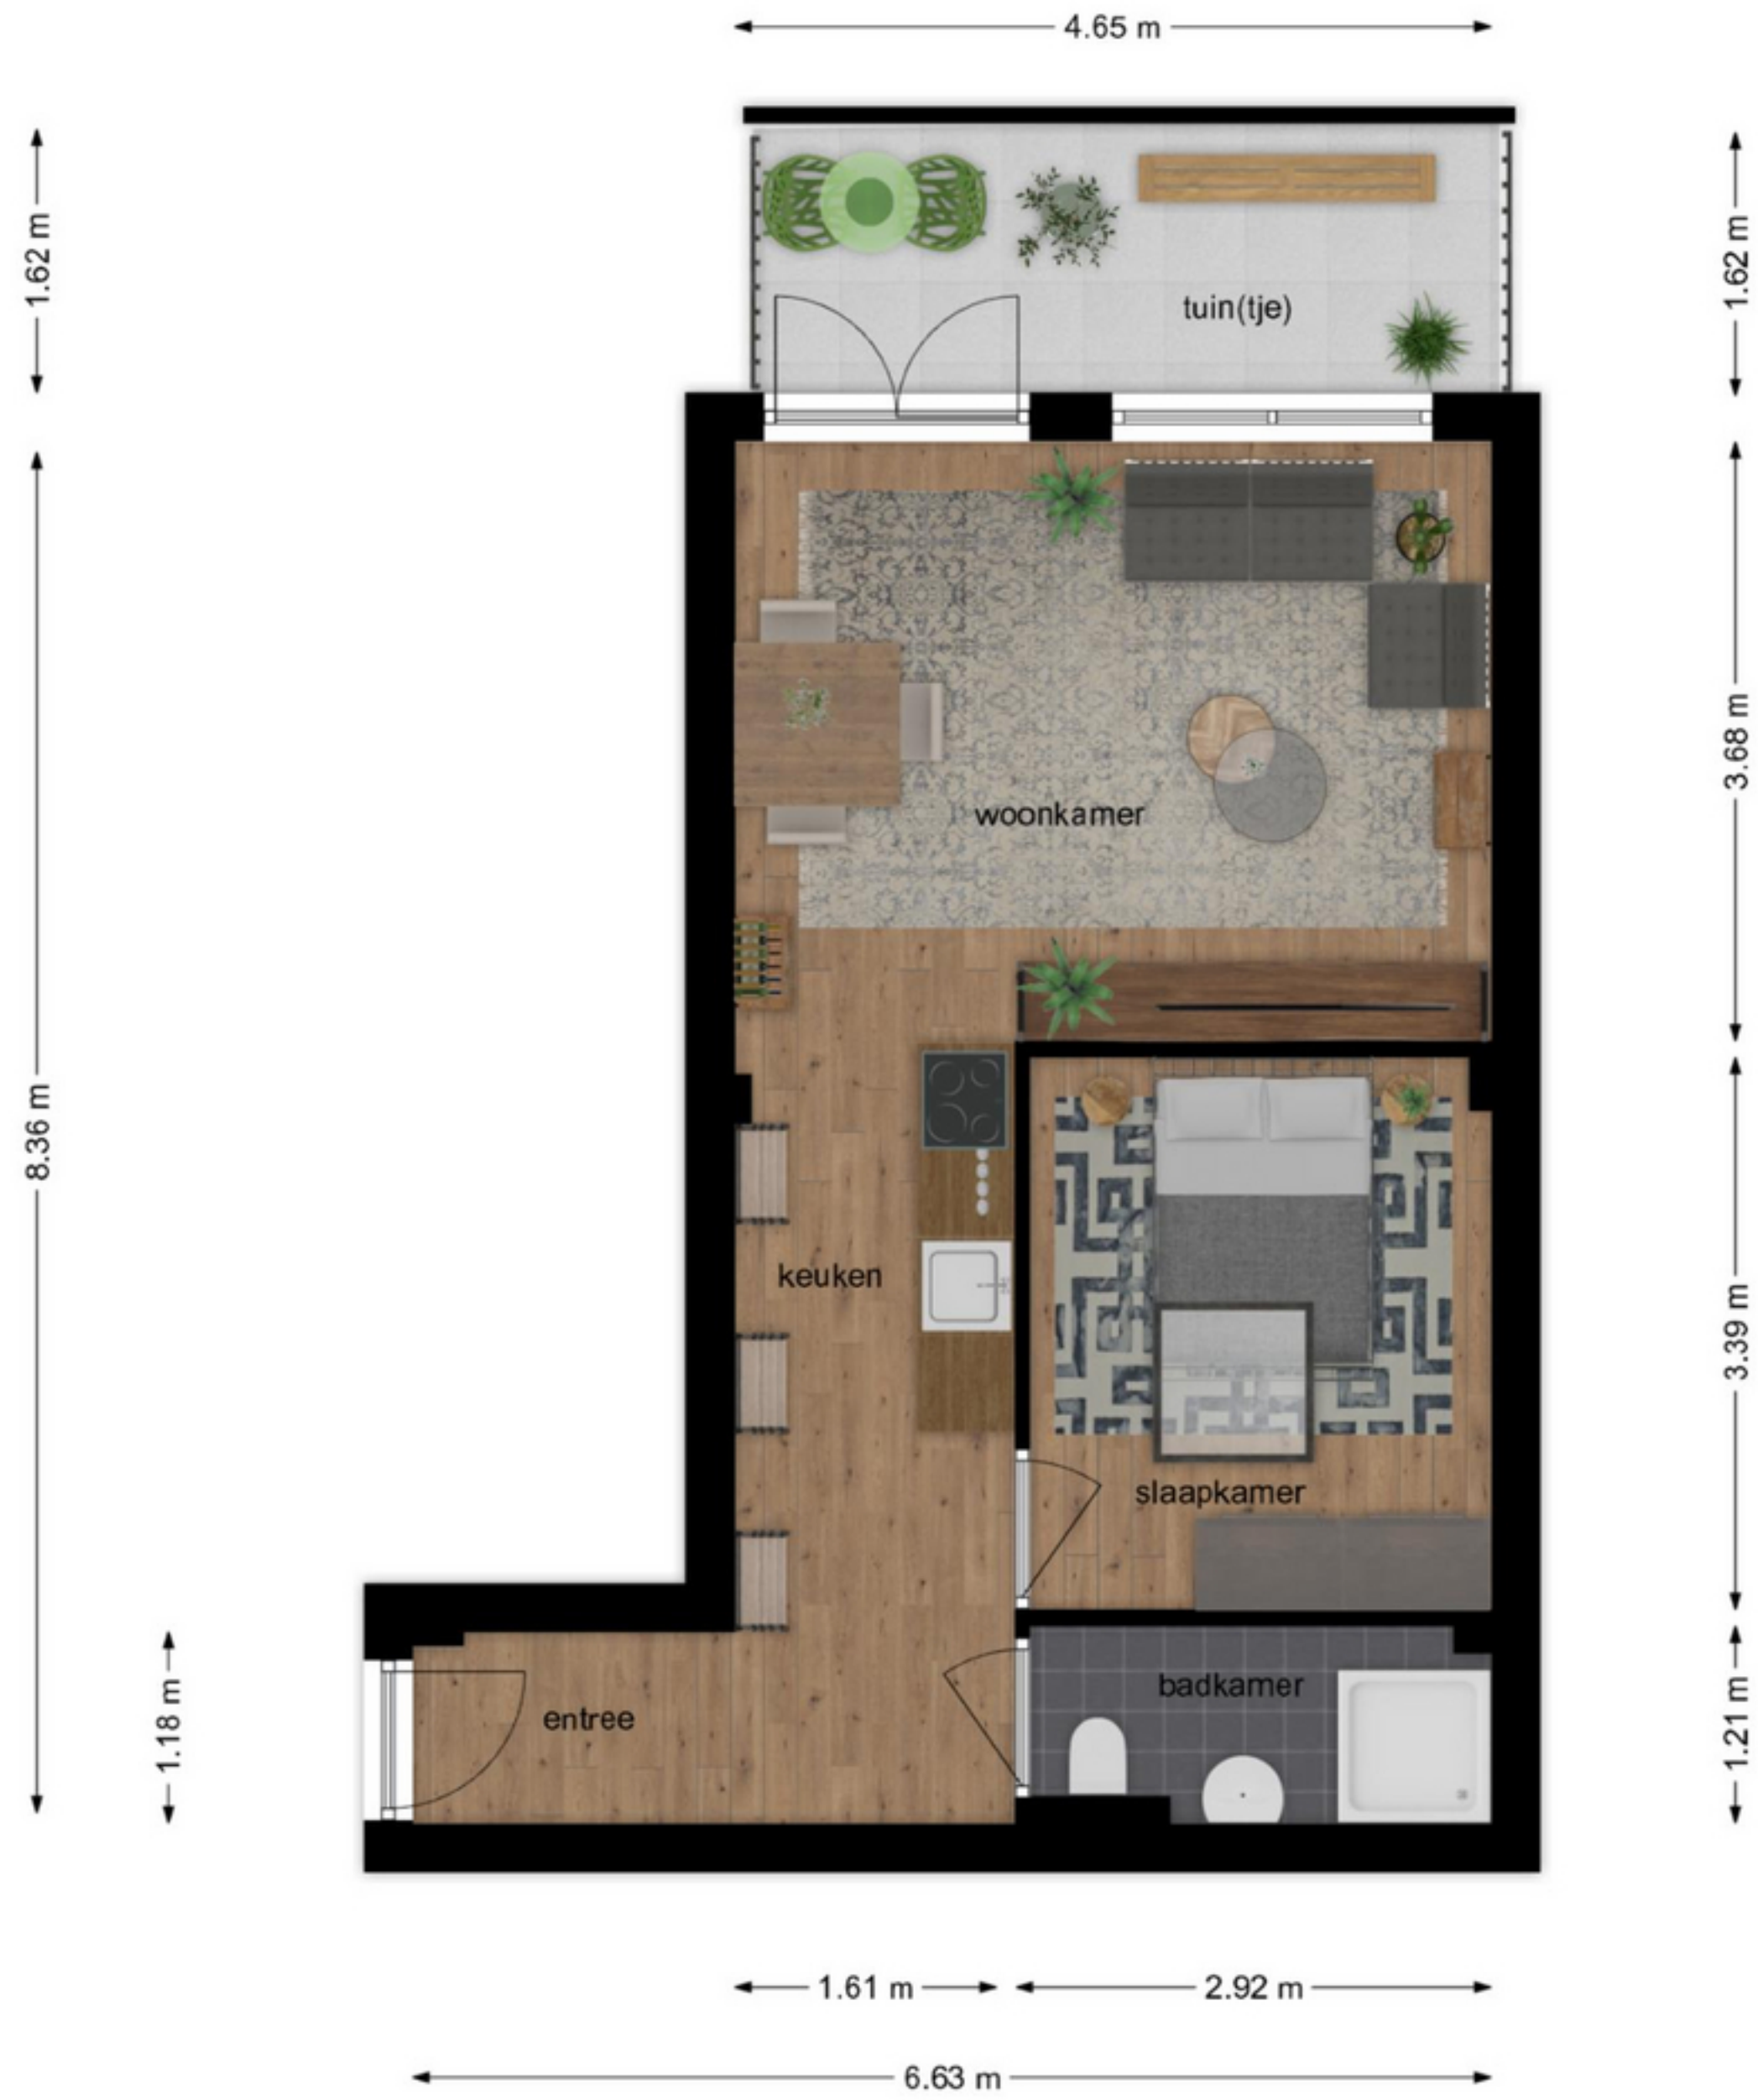 4.65 m
1.62 m
1.62 m
tuin(tje)
3.68 m
woonkamer
8.36 m
keuken
3.39 m
slaapkamer
badkamer
1.18 m
entree
1.21 m
1.61 m
2.92 m
6.63 m